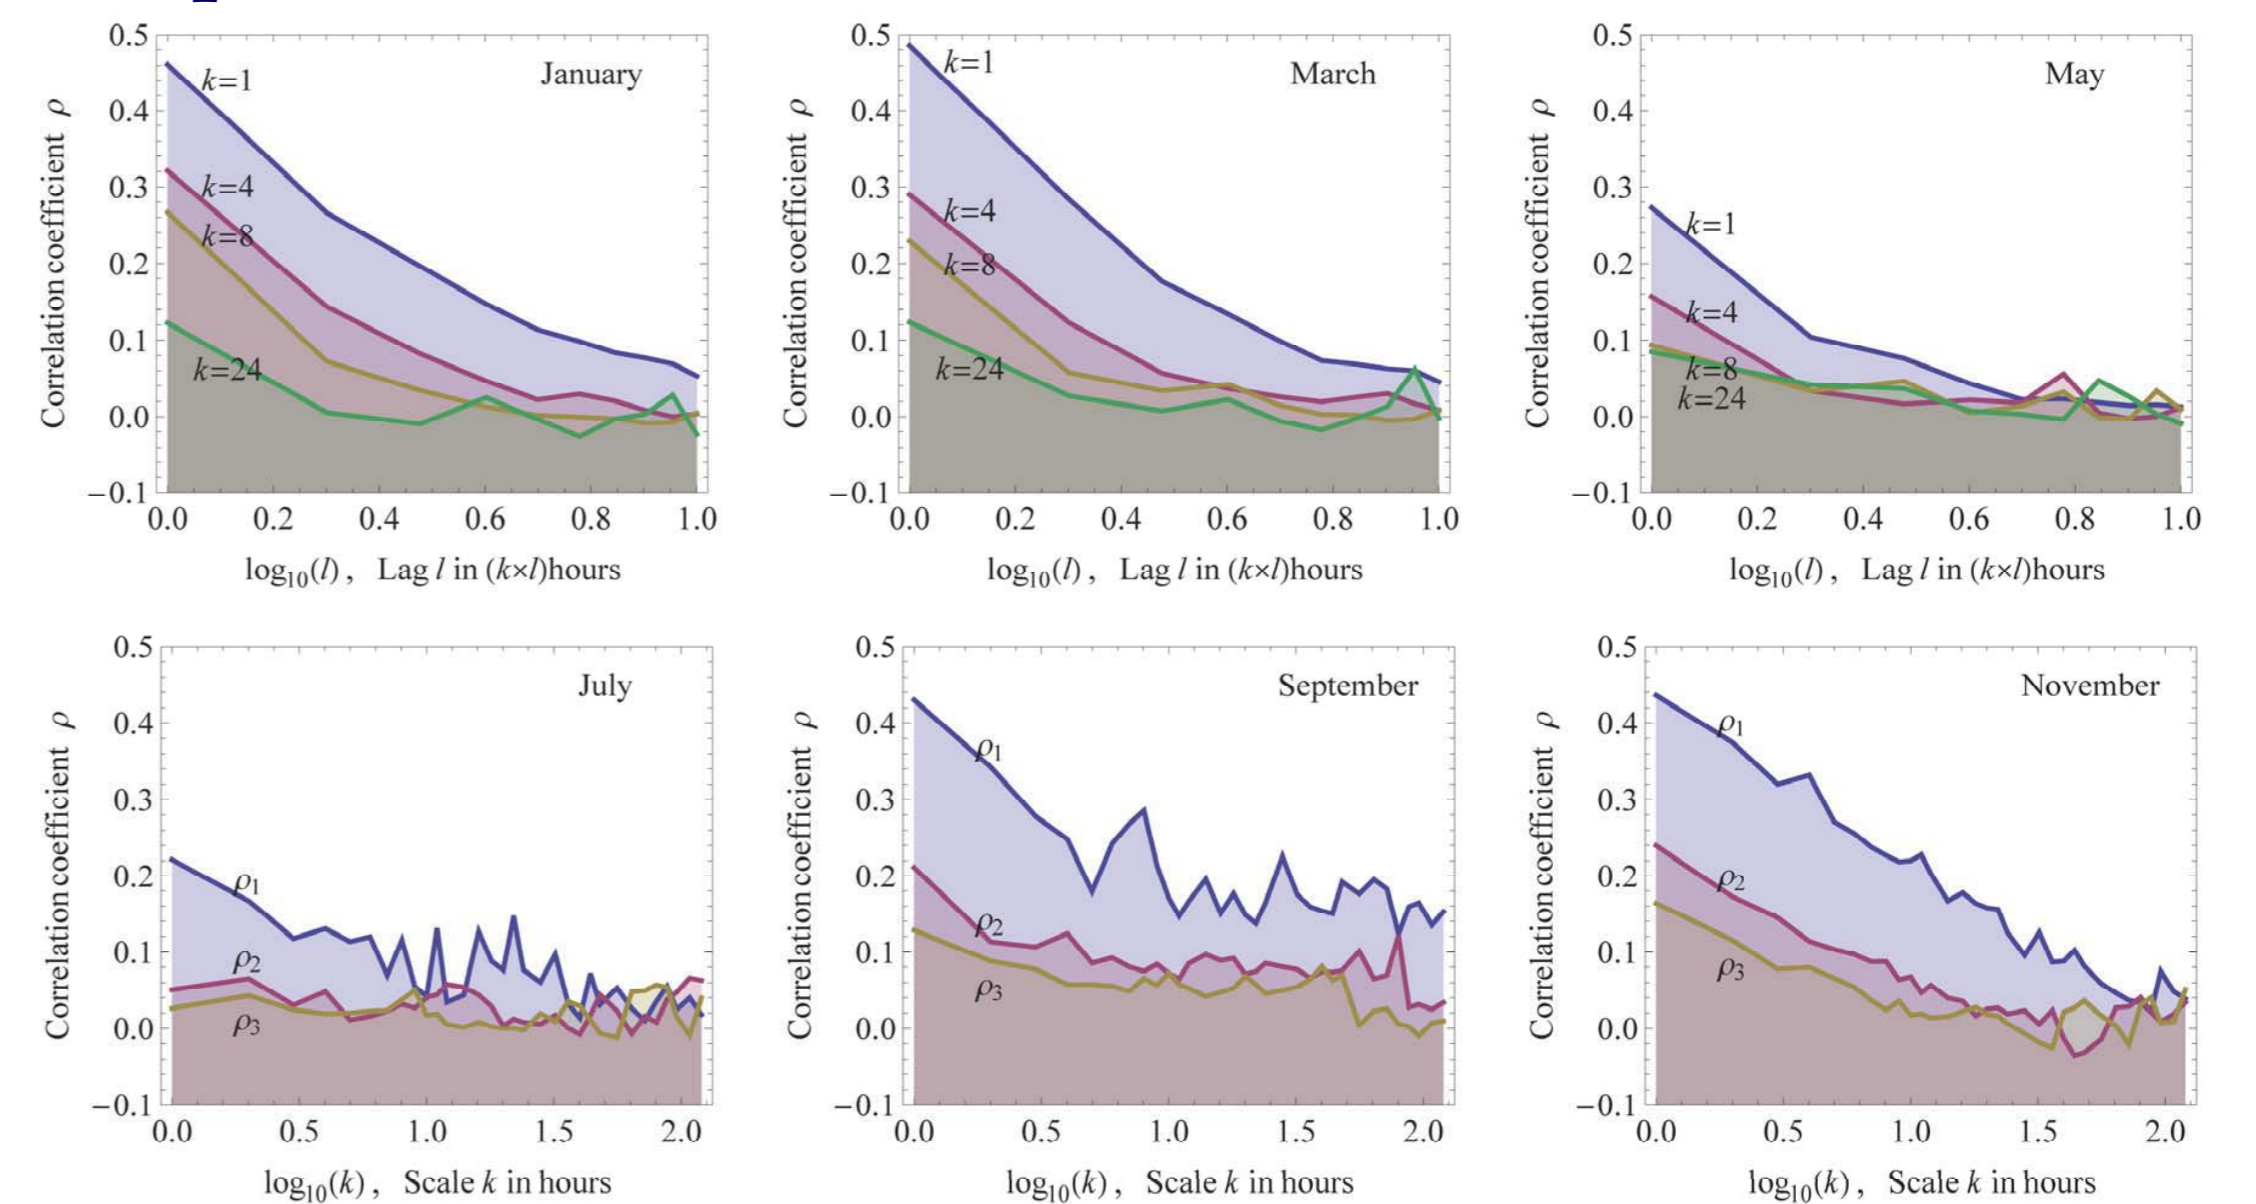 0.5
0.4
0.3
0.2
0.1
0.0
−0.1
Correlation coefficient ρ
January
k=1
k=4
k=8
k=24
0.0 0.2 0.4 0.6 0.8 1.0
log10(l) , Lag l in (k×l)hours
0.5
0.4
0.3
0.2
0.1
0.0
−0.1
Correlation coefficient ρ
March
k=1
k=4
k=8
k=24
0.0 0.2 0.4 0.6 0.8 1.0
log10(l) , Lag l in (k×l)hours
0.5
0.4
0.3
0.2
0.1
0.0
−0.1
Correlation coefficient ρ
May
k=1
k=4
k=8
k=24
0.0 0.2 0.4 0.6 0.8 1.0
log10(l) , Lag l in (k×l)hours
0.5
0.4
0.3
0.2
0.1
0.0
−0.1
Correlation coefficient ρ
July
ρ1
ρ2
ρ3
0.0 0.5 1.0 1.5 2.0
log10(k) , Scale k in hours
0.5
0.4
0.3
0.2
0.1
0.0
−0.1
Correlation coefficient ρ
September
ρ1
ρ2
ρ3
0.0 0.5 1.0 1.5 2.0
log10(k) , Scale k in hours
0.5
0.4
0.3
0.2
0.1
0.0
−0.1
Correlation coefficient ρ
November
ρ1
ρ2
ρ3
0.0 0.5 1.0 1.5 2.0
log10(k) , Scale k in hours